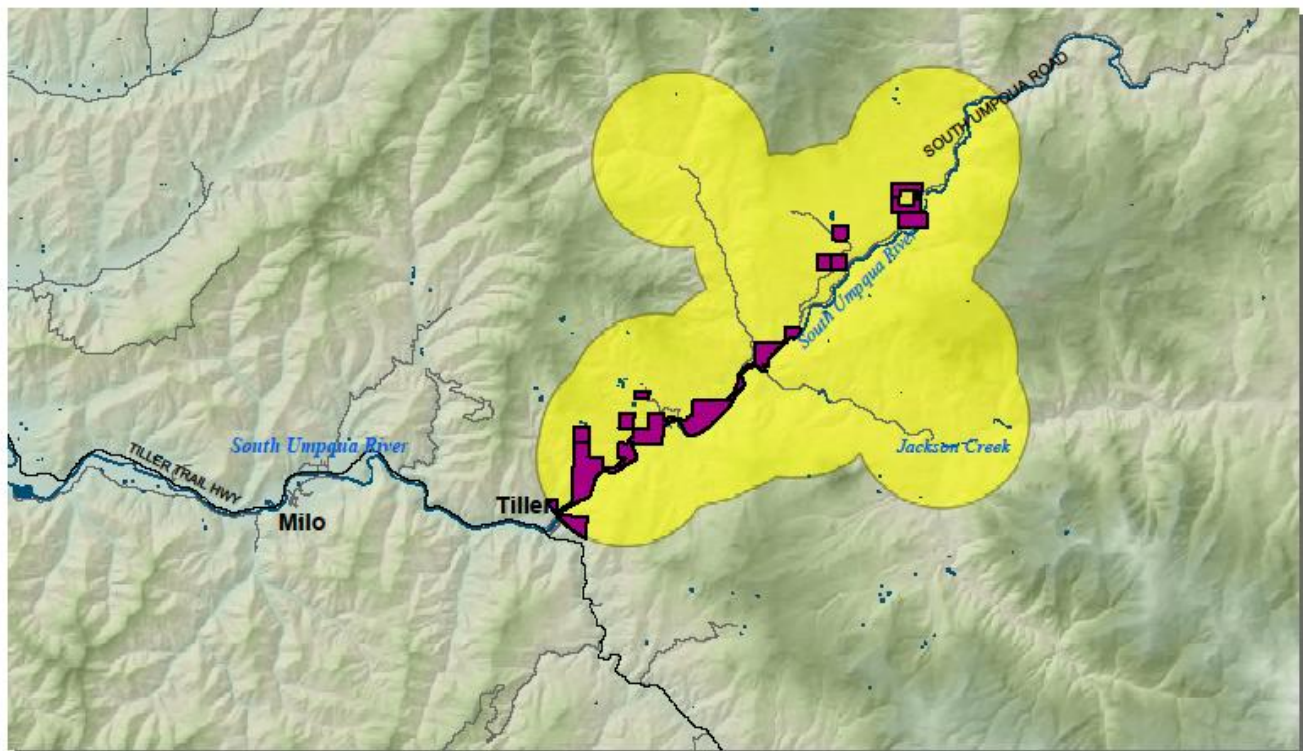 SOUTH UMPQUA ROAD
South Umpqua River
South Umpqua River
Jackson Creek
TILLER TRAIL HWY
Tiller
Milo